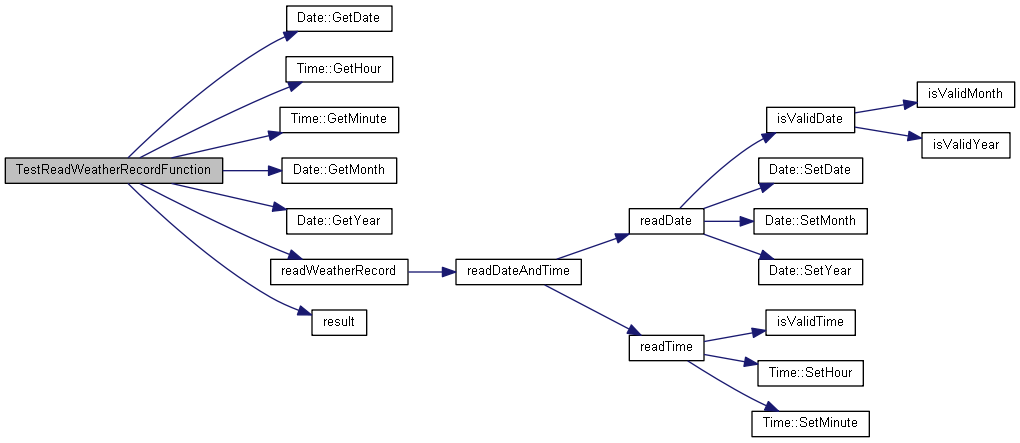 Date::GetDate
Time::GetHour
Time::GetMinute
TestReadWeatherRecordFunction
Date::GetMonth
Date::GetYear
readWeatherRecord
result
readDateAndTime
readDate
readTime
isValidDate
Date::SetDate
Date::SetMonth
Date::SetYear
isValidTime
Time::SetHour
Time::SetMinute
isValidMonth
isValidYear